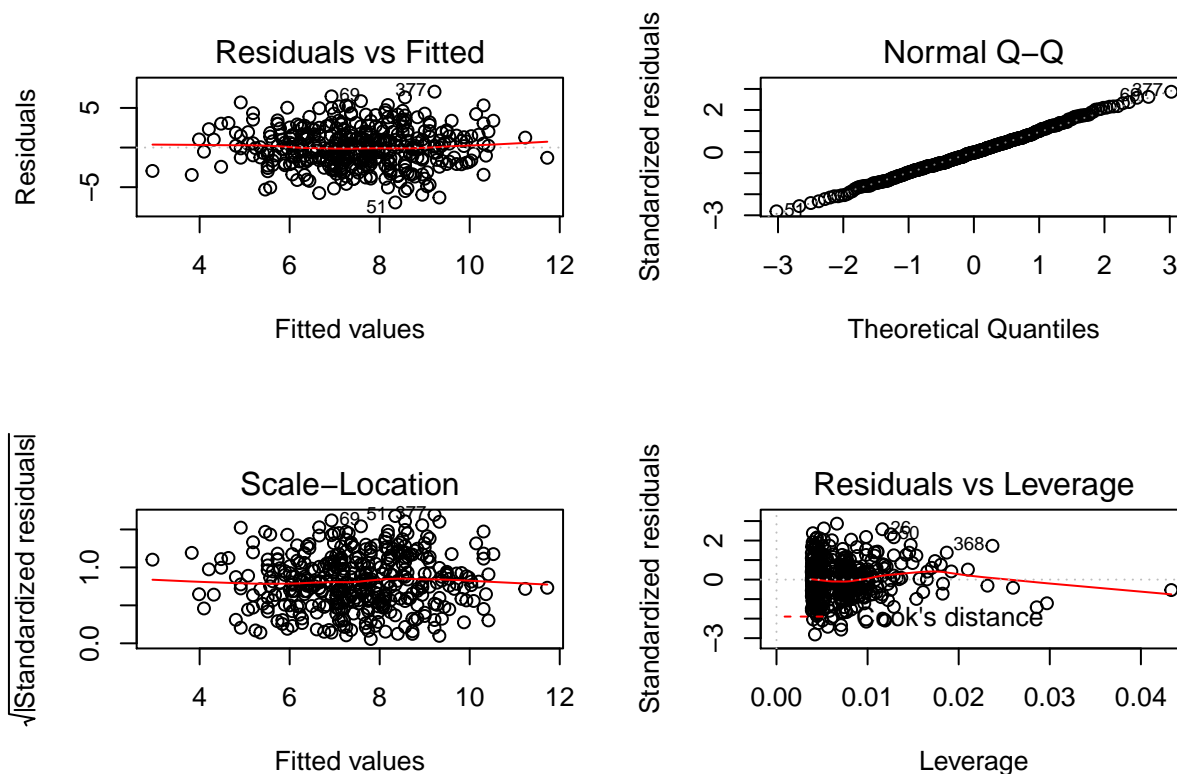 Residuals vs Fitted
Residuals
5
−5
69
377
51
4 6 8 10 12
Fitted values
Normal Q−Q
Standardized residuals
2
0
−3
377
51
−3 −2 −1 0 1 2 3
Theoretical Quantiles
Scale−Location
√|Standardized residuals|
1.0
0.0
69
51
377
4 6 8 10 12
Fitted values
Residuals vs Leverage
Standardized residuals
2
0
−3
26
368
Cook's distance
0.00 0.01 0.02 0.03 0.04
Leverage